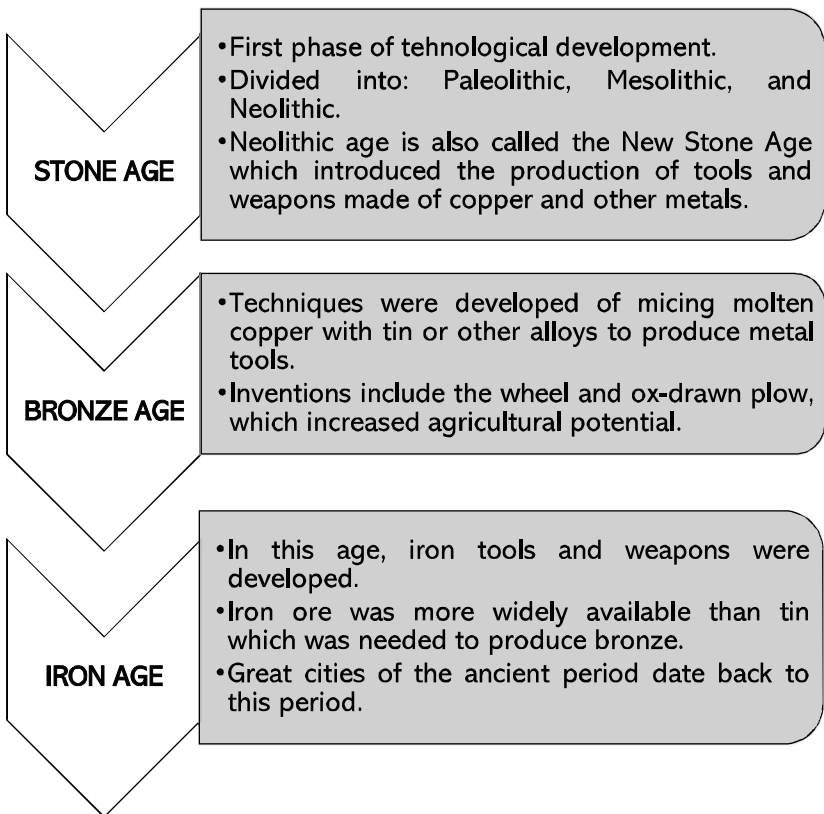 STONE AGE
•First phase of tehnological development.
•Divided into: Paleolithic, Mesolithic, and
Neolithic.
•Neolithic age is also called the New Stone Age
which introduced the production of tools and
weapons made of copper and other metals.
BRONZE AGE
•Techniques were developed of micing molten
copper with tin or other alloys to produce metal
tools.
•Inventions include the wheel and ox-drawn plow,
which increased agricultural potential.
IRON AGE
•In this age, iron tools and weapons were
developed.
•Iron ore was more widely available than tin
which was needed to produce bronze.
•Great cities of the ancient period date back to
this period.